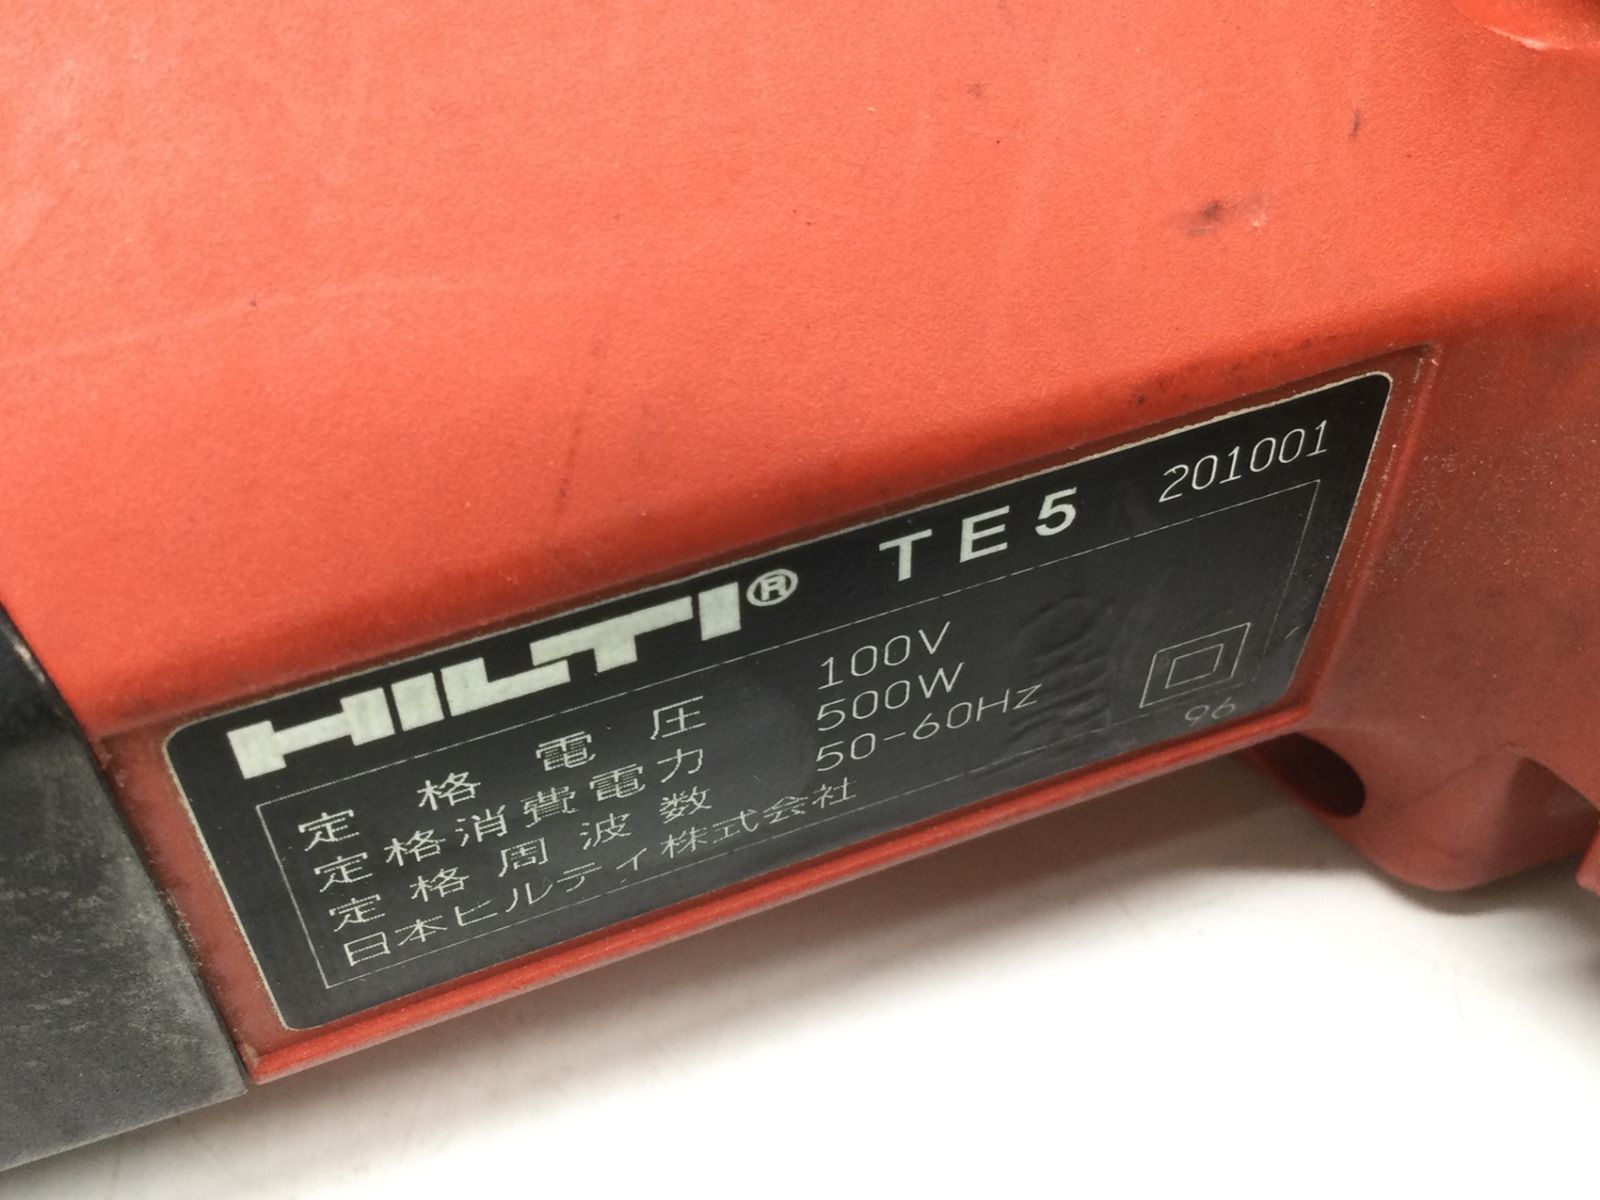 HILTI® TE5 201001
定格電圧 100V
定格消費電力 500W
定格周波数 50-60Hz
日本ヒルティ株式会社
96